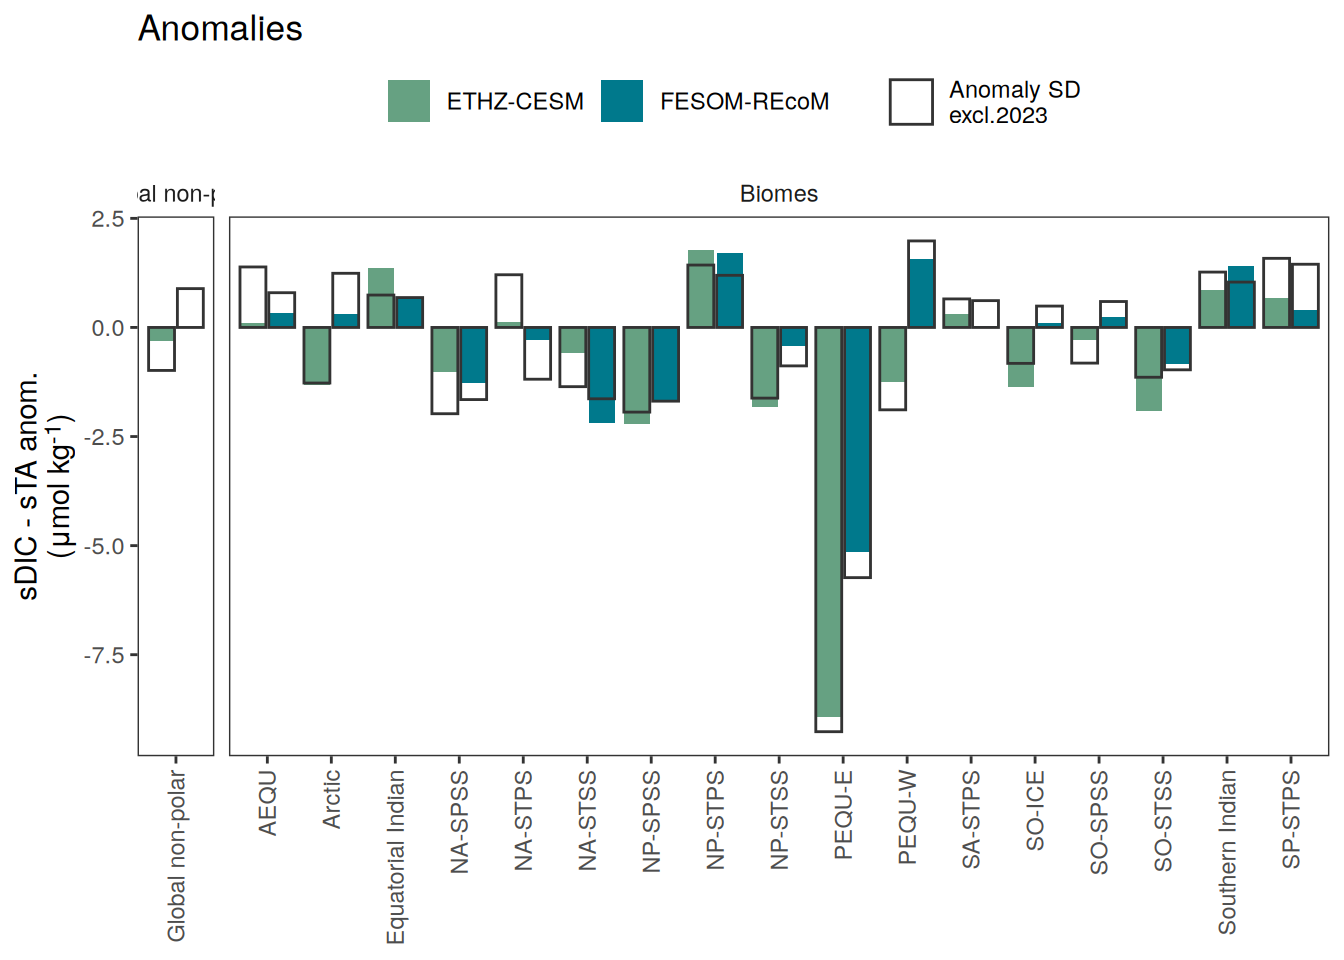 Anomalies
ETHZ-CESM
FESOM-REcoM
Anomaly SD
excl.2023
al non-
Biomes
2.5
0.0
-2.5
-5.0
-7.5
sDIC - sTA anom.
(μmol kg⁻¹)
Global non-polar
AEQU
Arctic
Equatorial Indian
NA-SPSS
NA-STPS
NA-STSS
NP-SPSS
NP-STPS
NP-STSS
PEQU-E
PEQU-W
SA-STPS
SO-ICE
SO-SPSS
SO-STSS
Southern Indian
SP-STPS